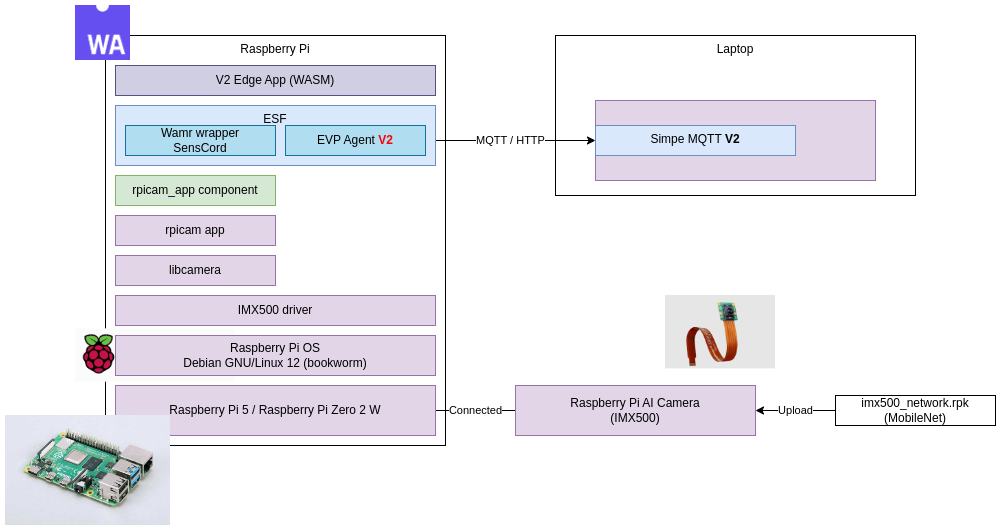 WA
Raspberry Pi
V2 Edge App (WASM)
ESF
Wamr wrapper
SensCord
EVP Agent V2
rpicam_app component
rpicam app
libcamera
IMX500 driver
Raspberry Pi OS
Debian GNU/Linux 12 (bookworm)
Raspberry Pi 5 / Raspberry Pi Zero 2 W
MQTT / HTTP
Laptop
Simpe MQTT V2
Connected
Raspberry Pi AI Camera
(IMX500)
Upload
imx500_network.rpk
(MobileNet)